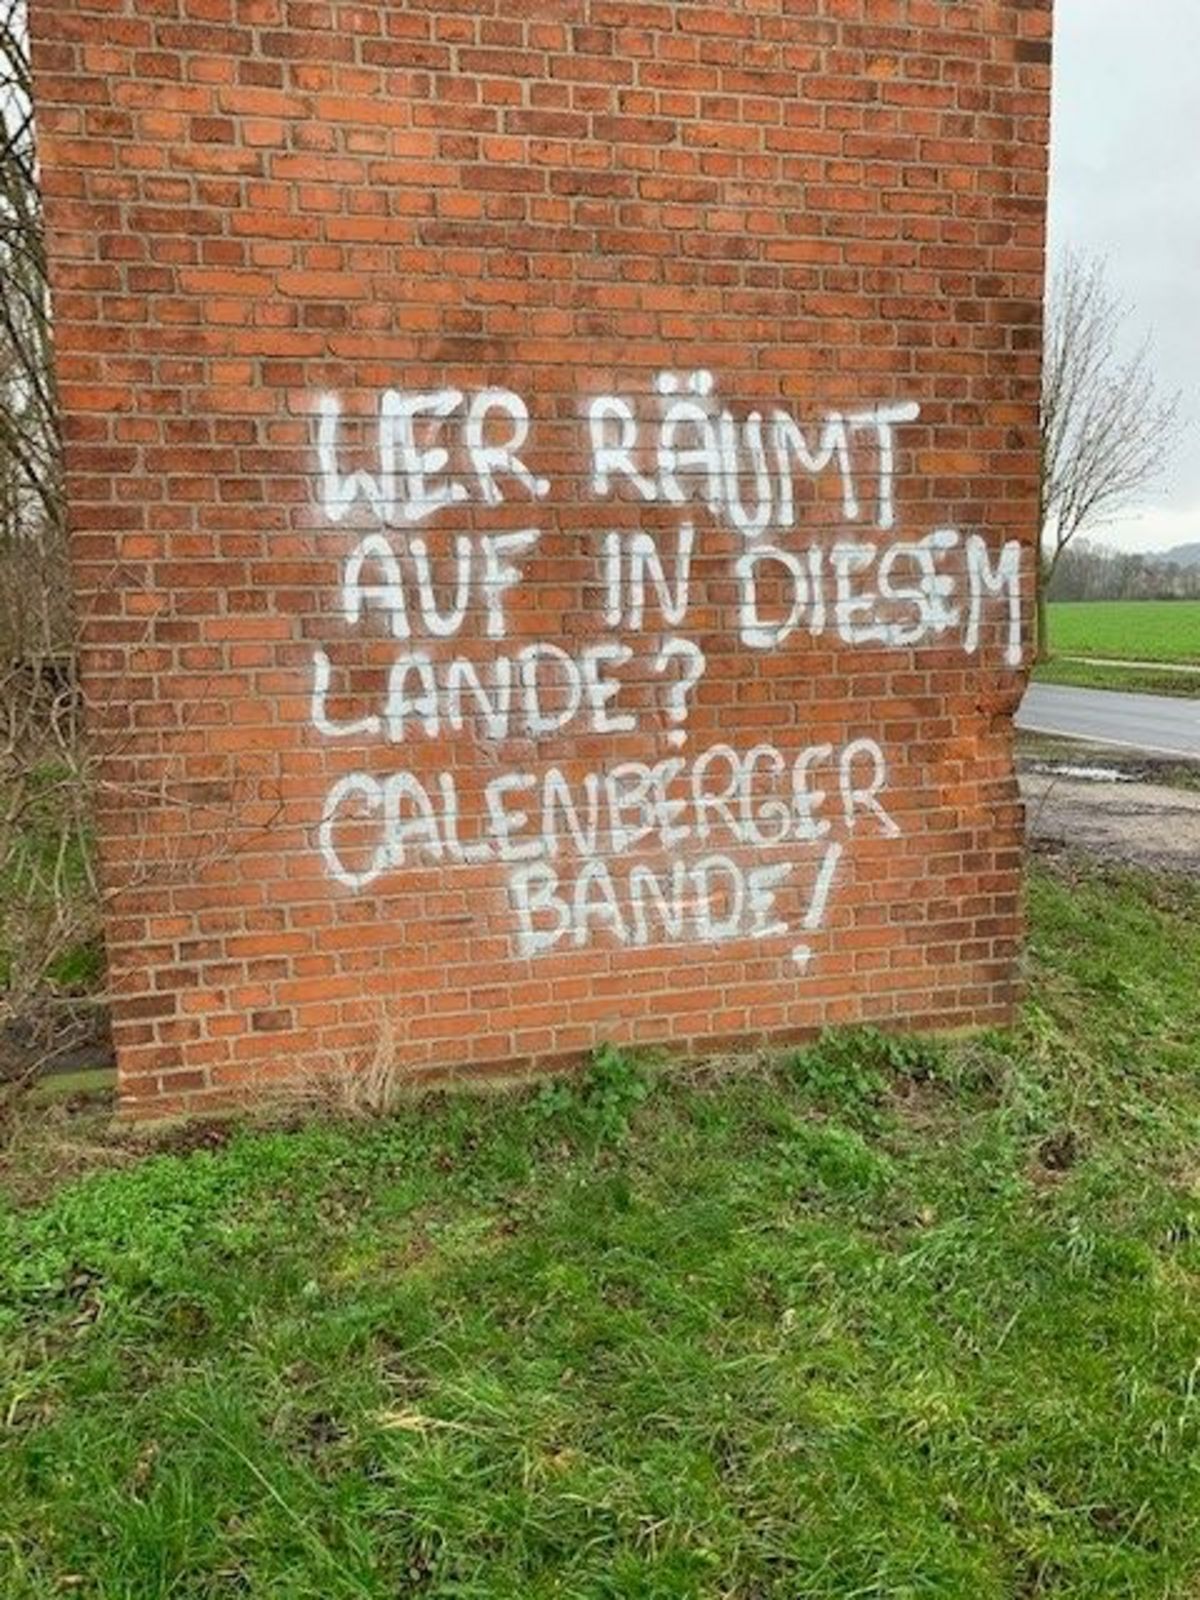 WER RÄUMT
AUF IN DIESEM
LANDE?
CALENBERGER
BANDE!